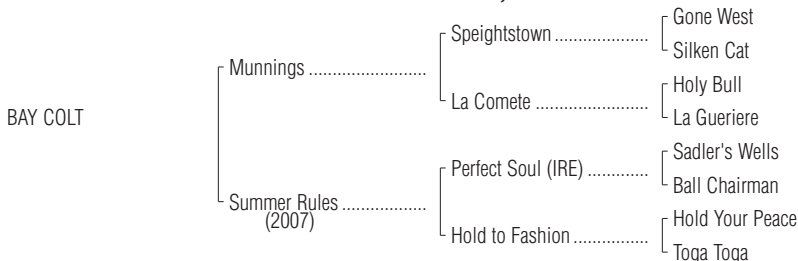 Gone West
Speightstown ......................
Silken Cat
Munnings ...........................
Holy Bull
La Comete ..........................
La Gueriere
BAY COLT
Sadler's Wells
Perfect Soul (IRE) ..............
Ball Chairman
Summer Rules ....................
(2007)
Hold Your Peace
Hold to Fashion..................
Toga Toga